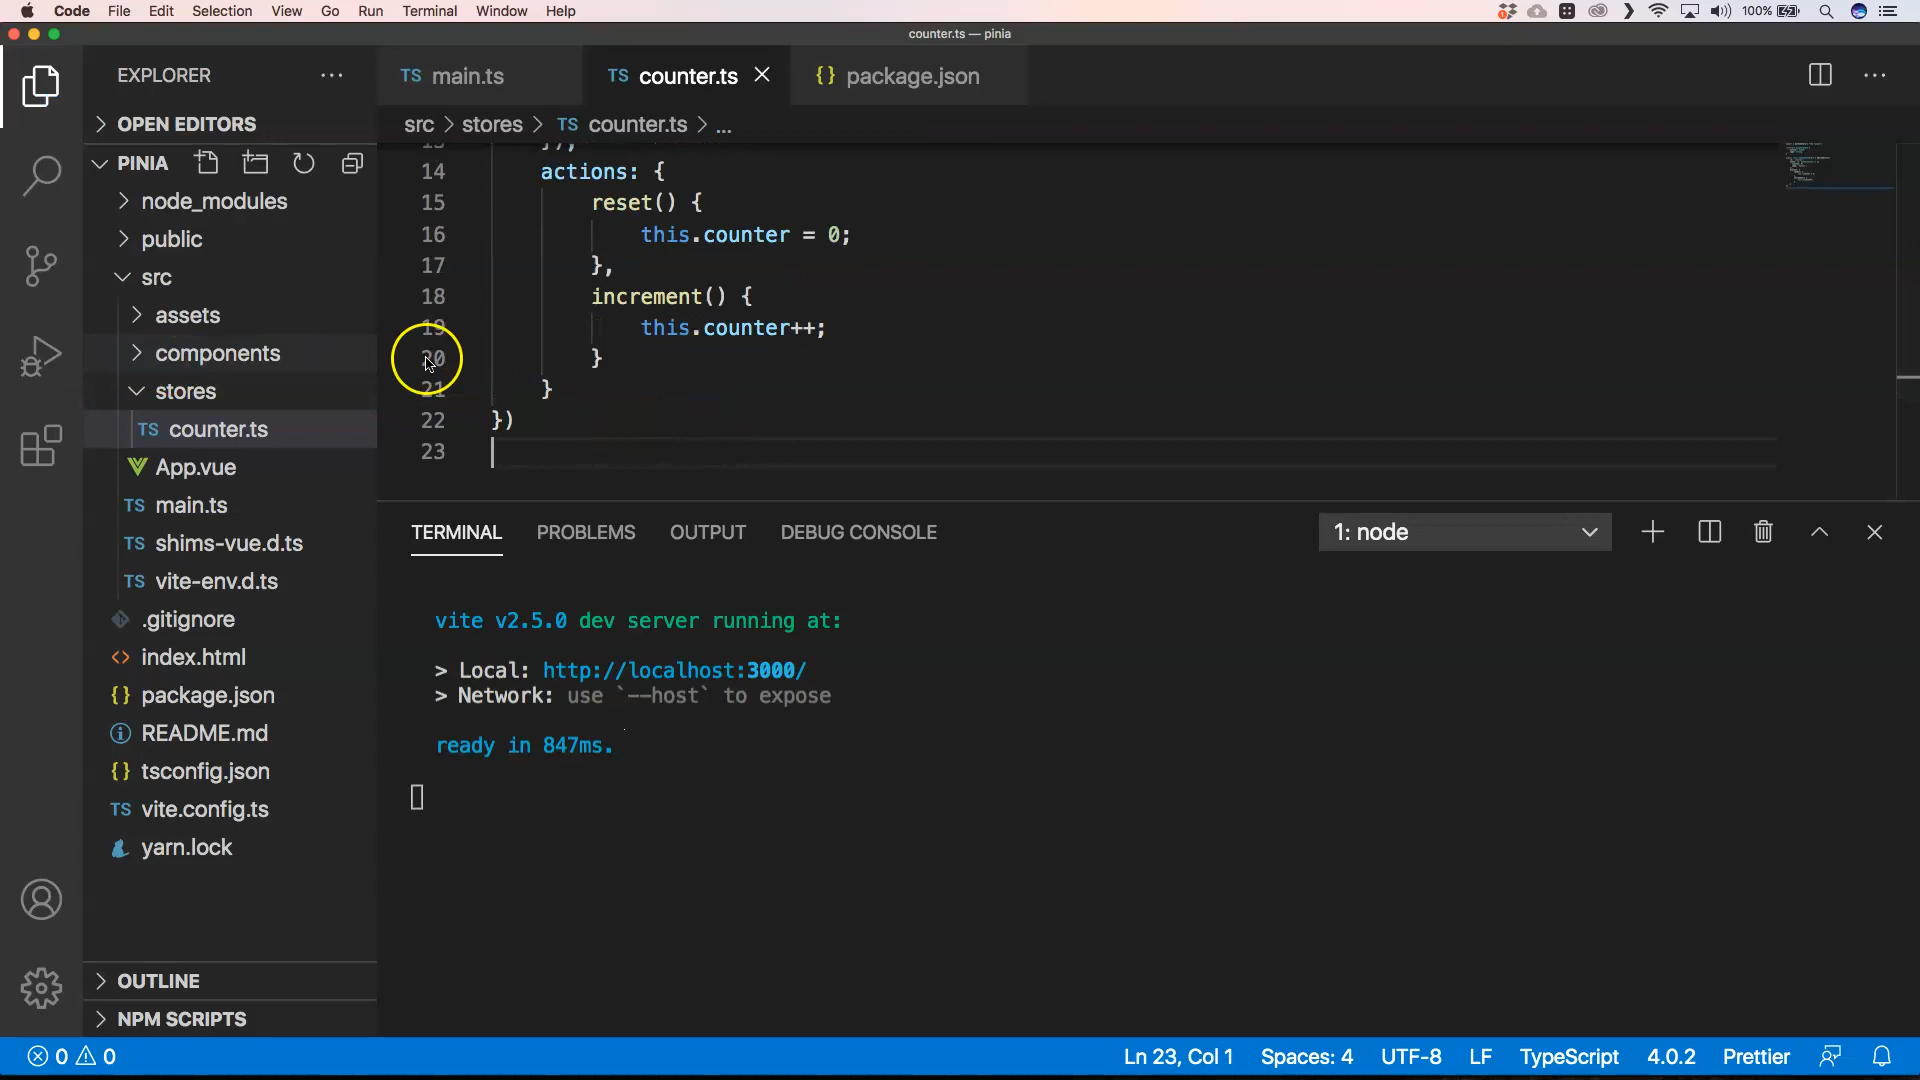 Code File Edit Selection View Go Run Terminal Window Help 100%
counter.ts — pinia
EXPLORER ...
TS main.ts TS counter.ts {} package.json
OPEN EDITORS
src > stores > TS counter.ts > ...
PINIA
node_modules
public
src
assets
components
stores
TS counter.ts
App.vue
TS main.ts
TS shims-vue.d.ts
TS vite-env.d.ts
.gitignore
<> index.html
{} package.json
README.md
{} tsconfig.json
TS vite.config.ts
yarn.lock
OUTLINE
NPM SCRIPTS
13 }),
14 actions: {
15 reset() {
16 this.counter = 0;
17 },
18 increment() {
19 this.counter++;
20 }
21 }
22 })
23
TERMINAL PROBLEMS OUTPUT DEBUG CONSOLE 1: node
vite v2.5.0 dev server running at:
> Local: http://localhost:3000/
> Network: use `--host` to expose
ready in 847ms.
0 0 Ln 23, Col 1 Spaces: 4 UTF-8 LF TypeScript 4.0.2 Prettier